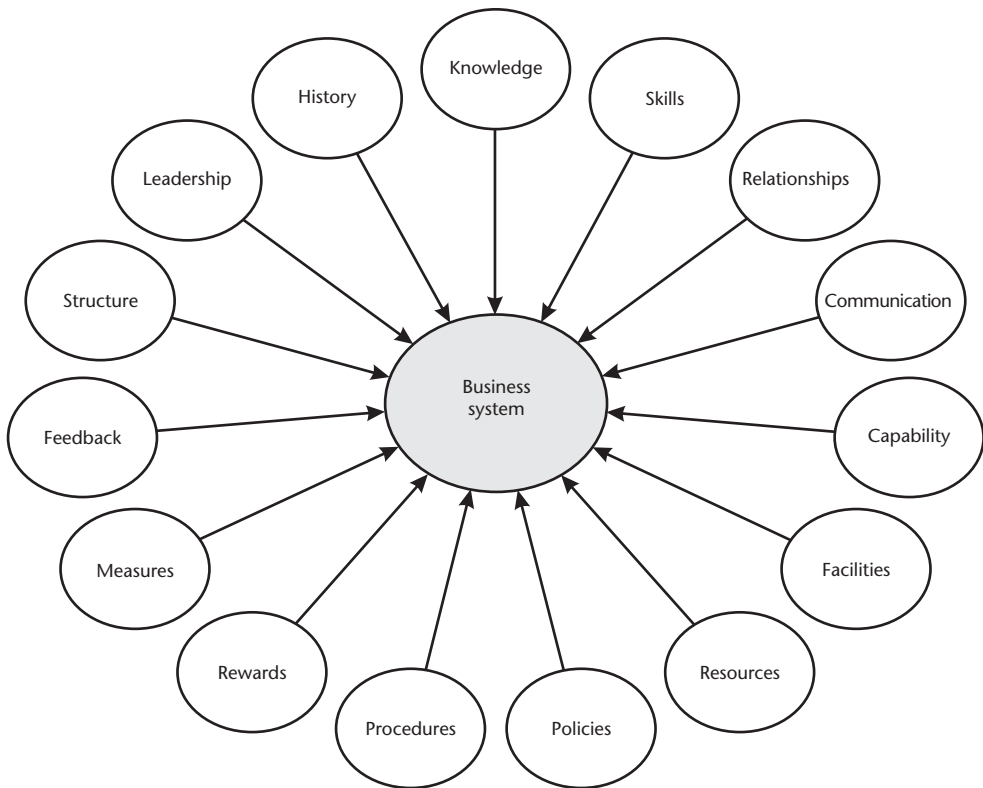 Knowledge
History
Skills
Leadership
Relationships
Structure
Communication
Business
system
Feedback
Capability
Measures
Facilities
Rewards
Resources
Procedures
Policies